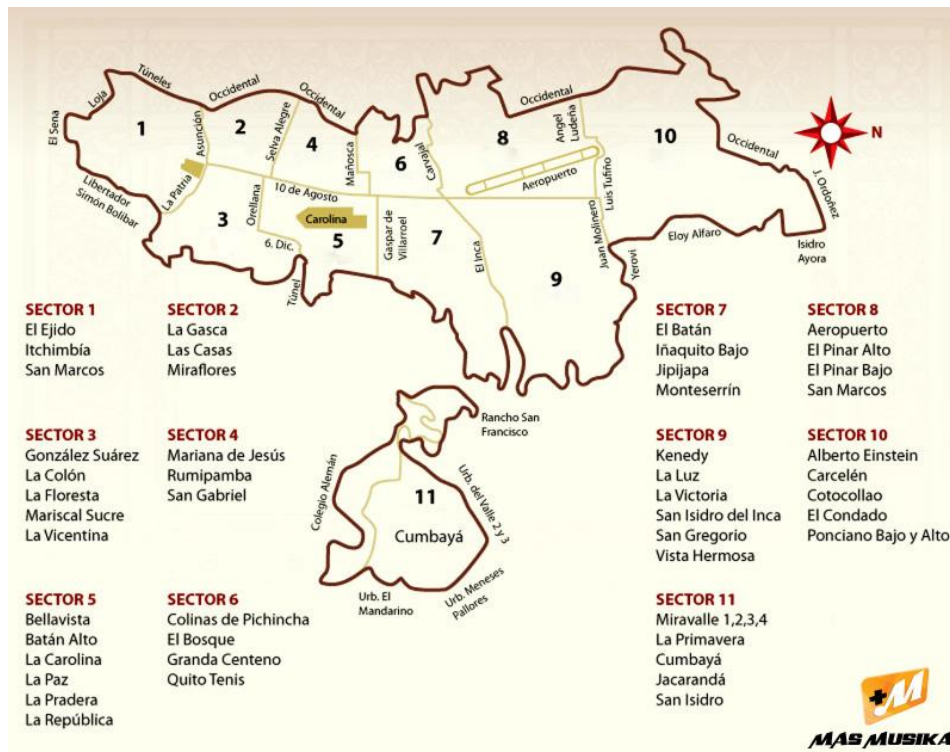 Túneles
Loja
El Sena
Occidental
Occidental
Occidental
Occidental
1
2
4
6
8
10
Asunción
Selva Alegre
Mañosca
Carvajal
Angel
Ludeña
N
J. Ordoñez
Libertador
Simón Bolibar
La Patria
3
Orellana
10 de Agosto
Carolina
5
6. Dic.
Túnel
Gaspar de
Villarroel
7
El Inca
Aeropuerto
Luis Tufiño
Juan Molinero
9
Yerovi
Eloy Alfaro
Isidro
Ayora
SECTOR 1
El Ejido
Itchimbía
San Marcos
SECTOR 2
La Gasca
Las Casas
Miraflores
SECTOR 7
El Batán
Iñaquito Bajo
Jipijapa
Monteserrín
SECTOR 8
Aeropuerto
El Pinar Alto
El Pinar Bajo
San Marcos
Rancho San
Francisco
Colegio Alemán
11
Cumbayá
Urb. del Valle 2 y 3
Urb. El
Mandarino
Urb. Meneses
Pallores
SECTOR 3
González Suárez
La Colón
La Floresta
Mariscal Sucre
La Vicentina
SECTOR 4
Mariana de Jesús
Rumipamba
San Gabriel
SECTOR 9
Kenedy
La Luz
La Victoria
San Isidro del Inca
San Gregorio
Vista Hermosa
SECTOR 10
Alberto Einstein
Carcelén
Cotocollao
El Condado
Ponciano Bajo y Alto
SECTOR 5
Bellavista
Batán Alto
La Carolina
La Paz
La Pradera
La República
SECTOR 6
Colinas de Pichincha
El Bosque
Granda Centeno
Quito Tenis
SECTOR 11
Miravalle 1,2,3,4
La Primavera
Cumbayá
Jacarandá
San Isidro
+M
MAS MUSIKA